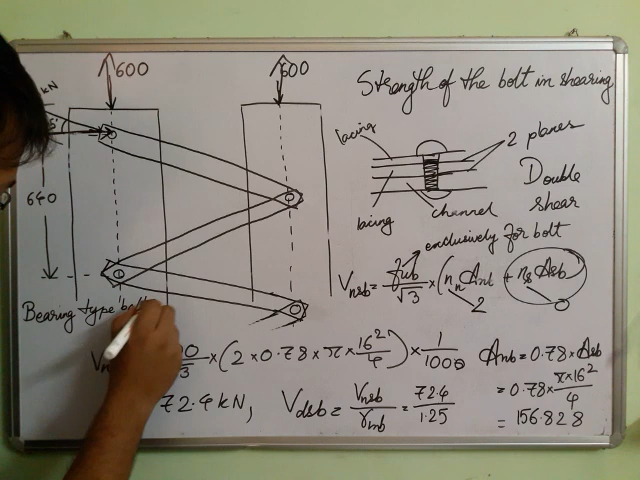 600
600
kN
640
Strength of the bolt in shearing
lacing
2 planes
Double
shear
lacing
channel
exclusively for bolt
Vnsb = fub/√3 × (nn Anb + ns Asb)
2
0
Bearing type bolt
0/3 × (2 × 0.78 × π × 16²/4) × 1/1000
Anb = 0.78 × Asb
= 0.78 × π×16²/4
= 156.828
72.4 kN, Vdsb = Vnsb/γmb = 72.4/1.25